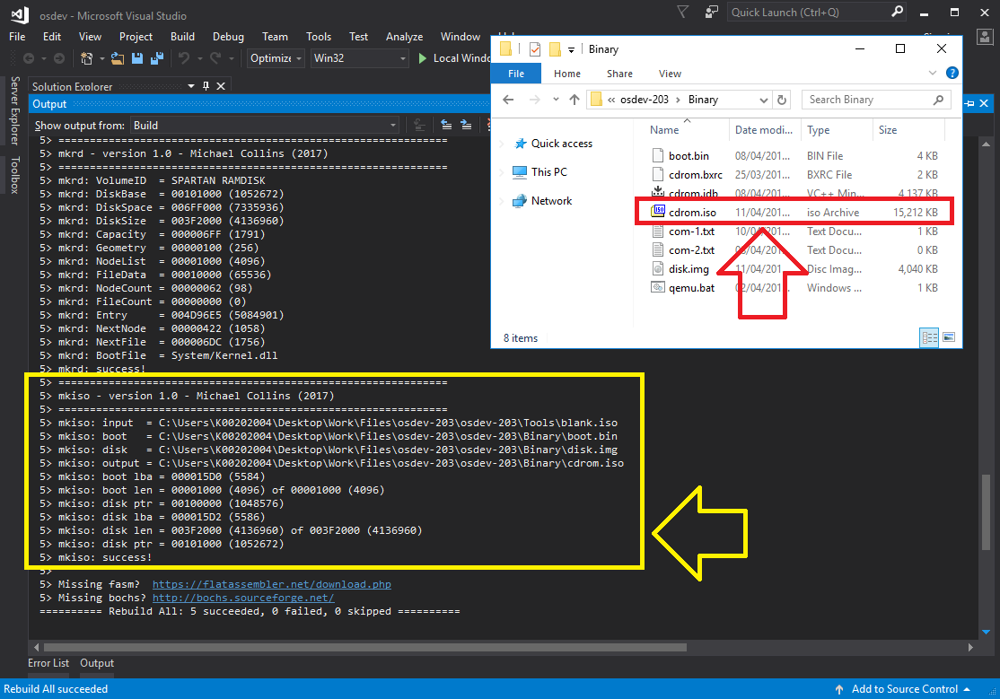 osdev - Microsoft Visual Studio
Quick Launch (Ctrl+Q)
File Edit View Project Build Debug Team Tools Test Analyze Window
Optimize Win32 Local Windo
Server Explorer
Toolbox
Solution Explorer
Output
Show output from: Build
5> ==========================================================
5> mkrd - version 1.0 - Michael Collins (2017)
5> ==========================================================
5> mkrd: VolumeID = SPARTAN RAMDISK
5> mkrd: DiskBase = 00101000 (1052672)
5> mkrd: DiskSpace = 006FF000 (7335936)
5> mkrd: DiskSize = 003F2000 (4136960)
5> mkrd: Capacity = 000006FF (1791)
5> mkrd: Geometry = 00000100 (256)
5> mkrd: NodeList = 00001000 (4096)
5> mkrd: FileData = 00010000 (65536)
5> mkrd: NodeCount = 00000062 (98)
5> mkrd: FileCount = 00000000 (0)
5> mkrd: Entry = 004D96E5 (5084901)
5> mkrd: NextNode = 00000422 (1058)
5> mkrd: NextFile = 000006DC (1756)
5> mkrd: BootFile = System/Kernel.dll
5> mkrd: success!
5> ==========================================================
5> mkiso - version 1.0 - Michael Collins (2017)
5> ==========================================================
5> mkiso: input = C:\Users\K00202004\Desktop\Work\Files\osdev-203\osdev-203\Tools\blank.iso
5> mkiso: boot = C:\Users\K00202004\Desktop\Work\Files\osdev-203\osdev-203\Binary\boot.bin
5> mkiso: disk = C:\Users\K00202004\Desktop\Work\Files\osdev-203\osdev-203\Binary\disk.img
5> mkiso: output = C:\Users\K00202004\Desktop\Work\Files\osdev-203\osdev-203\Binary\cdrom.iso
5> mkiso: boot lba = 000015D0 (5584)
5> mkiso: boot len = 00001000 (4096) of 00001000 (4096)
5> mkiso: disk ptr = 00100000 (1048576)
5> mkiso: disk lba = 000015D2 (5586)
5> mkiso: disk len = 003F2000 (4136960) of 003F2000 (4136960)
5> mkiso: disk ptr = 00101000 (1052672)
5> mkiso: success!
5>
5> Missing fasm? https://flatassembler.net/download.php
5> Missing bochs? http://bochs.sourceforge.net/
========== Rebuild All: 5 succeeded, 0 failed, 0 skipped ==========
Error List Output
Rebuild All succeeded
Add to Source Control
Binary
File Home Share View
« osdev-203 > Binary
Search Binary
Quick access
This PC
Network
Name Date modi... Type Size
boot.bin 08/04/201... BIN File 4 KB
cdrom.bxrc 25/03/201... BXRC File 2 KB
cdrom.idb 08/04/201... VC++ Min... 4,137 KB
cdrom.iso 11/04/201... iso Archive 15,212 KB
com-1.txt 10/04/201... Text Docu... 1 KB
com-2.txt Text Docu... 0 KB
disk.img 11/04/201... Disc Imag... 4,040 KB
qemu.bat 02/04/201... Windows ... 1 KB
8 items